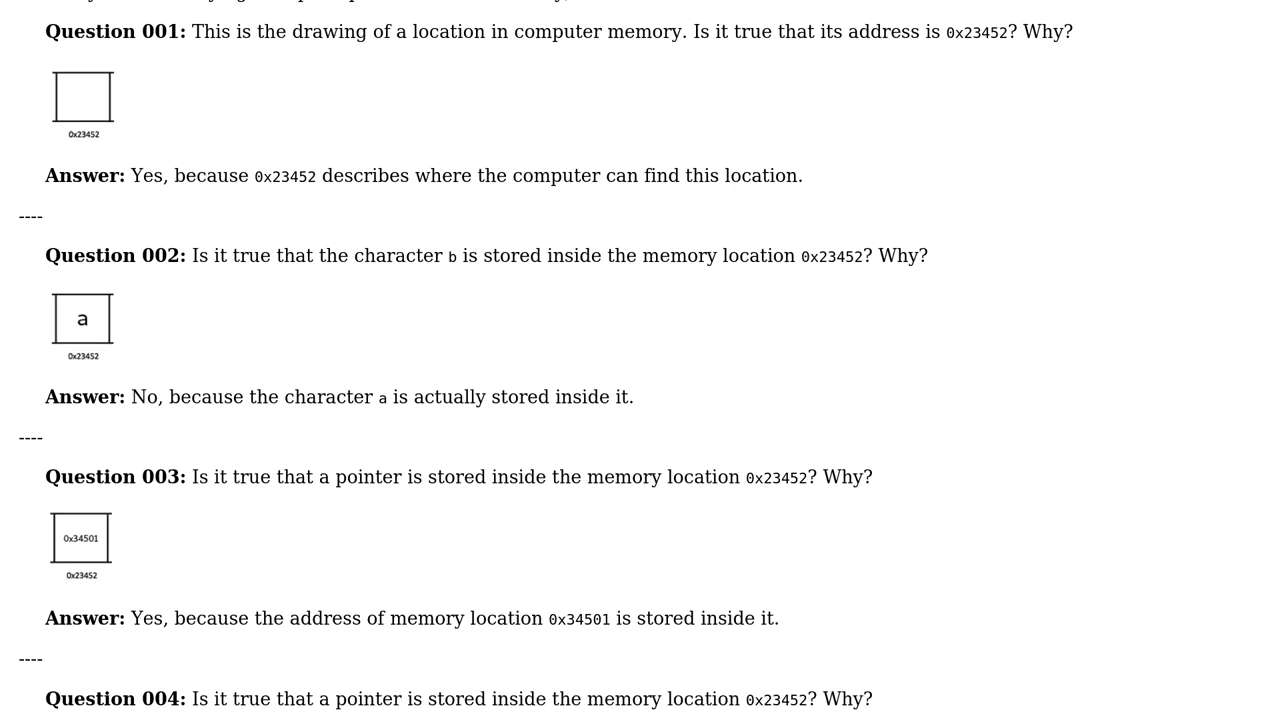 Question 001: This is the drawing of a location in computer memory. Is it true that its address is 0x23452? Why?
0x23452
Answer: Yes, because 0x23452 describes where the computer can find this location.
----
Question 002: Is it true that the character b is stored inside the memory location 0x23452? Why?
a
0x23452
Answer: No, because the character a is actually stored inside it.
----
Question 003: Is it true that a pointer is stored inside the memory location 0x23452? Why?
0x34501
0x23452
Answer: Yes, because the address of memory location 0x34501 is stored inside it.
----
Question 004: Is it true that a pointer is stored inside the memory location 0x23452? Why?